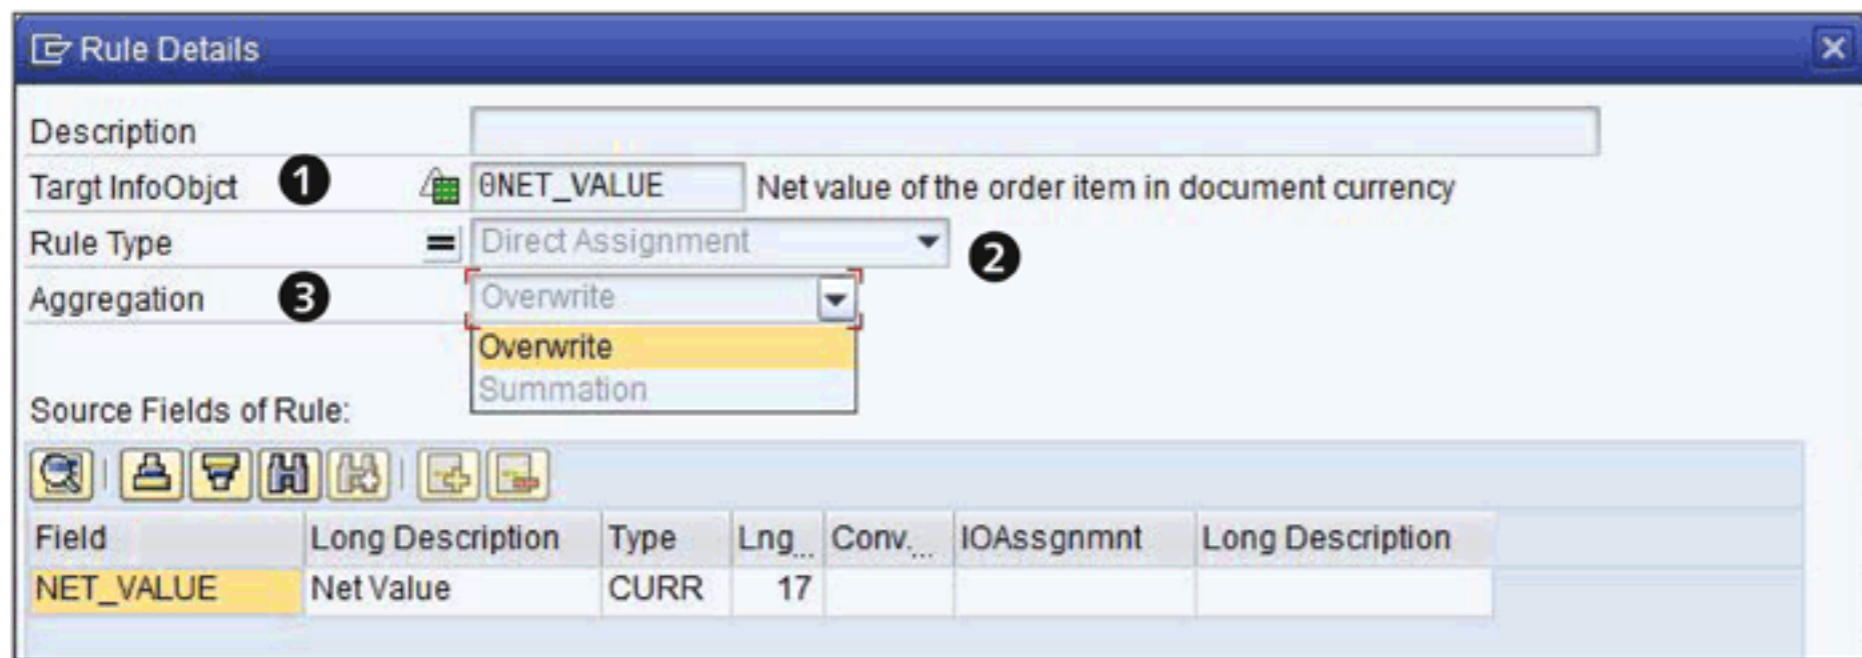 Rule Details
Description
Targt InfoObjct 1 0NET_VALUE Net value of the order item in document currency
Rule Type = Direct Assignment 2
Aggregation 3 Overwrite
Overwrite
Summation
Source Fields of Rule:
Field Long Description Type Lng... Conv.... IOAssgnmnt Long Description
NET_VALUE Net Value CURR 17